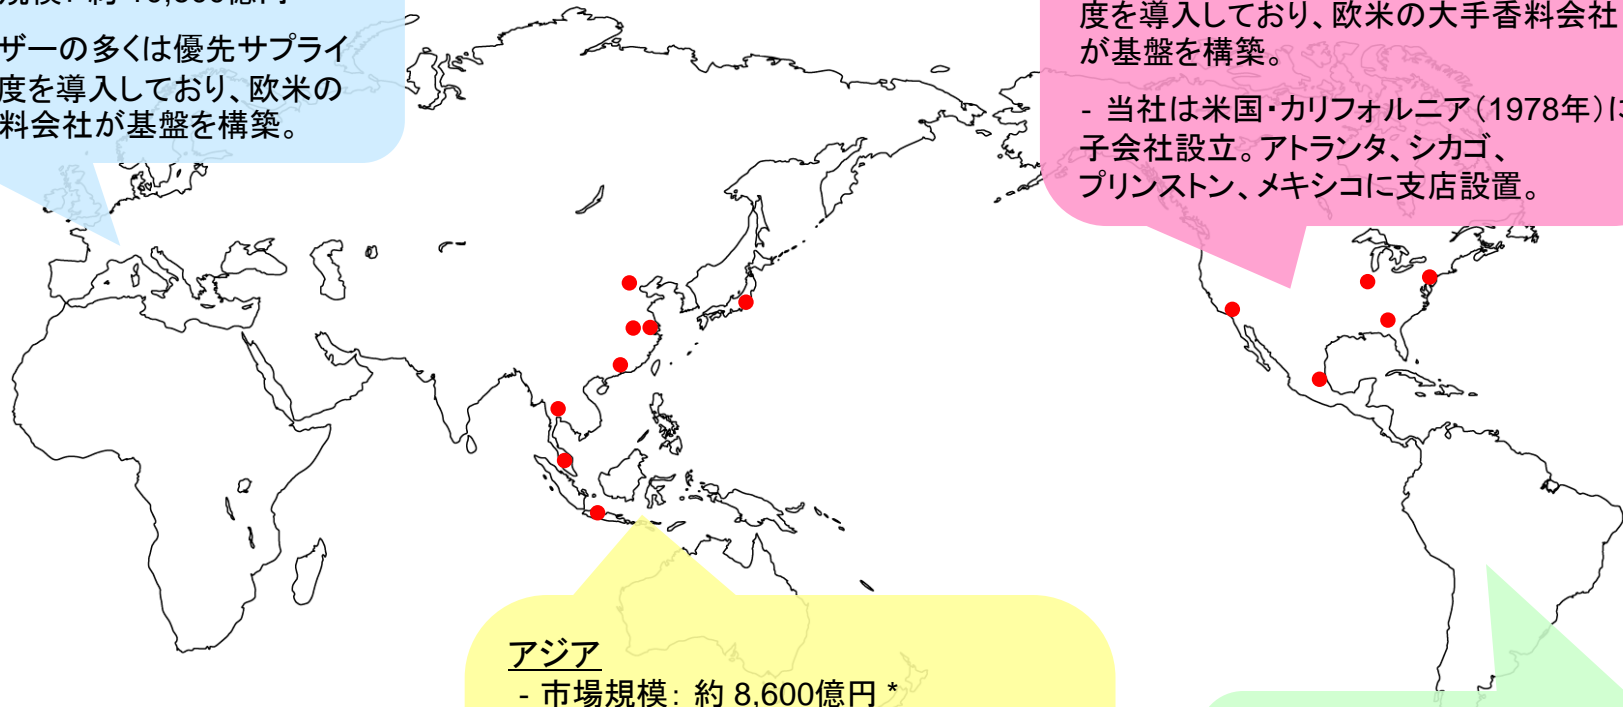 ザーの多くは優先サプライ
度を導入しており、欧米の
料会社が基盤を構築。
度を導入しており、欧米の大手香料会社
が基盤を構築。
- 当社は米国・カリフォルニア(1978年)に
子会社設立。アトランタ、シカゴ、
プリンストン、メキシコに支店設置。
アジア
- 市場規模: 約 8,600億円 *